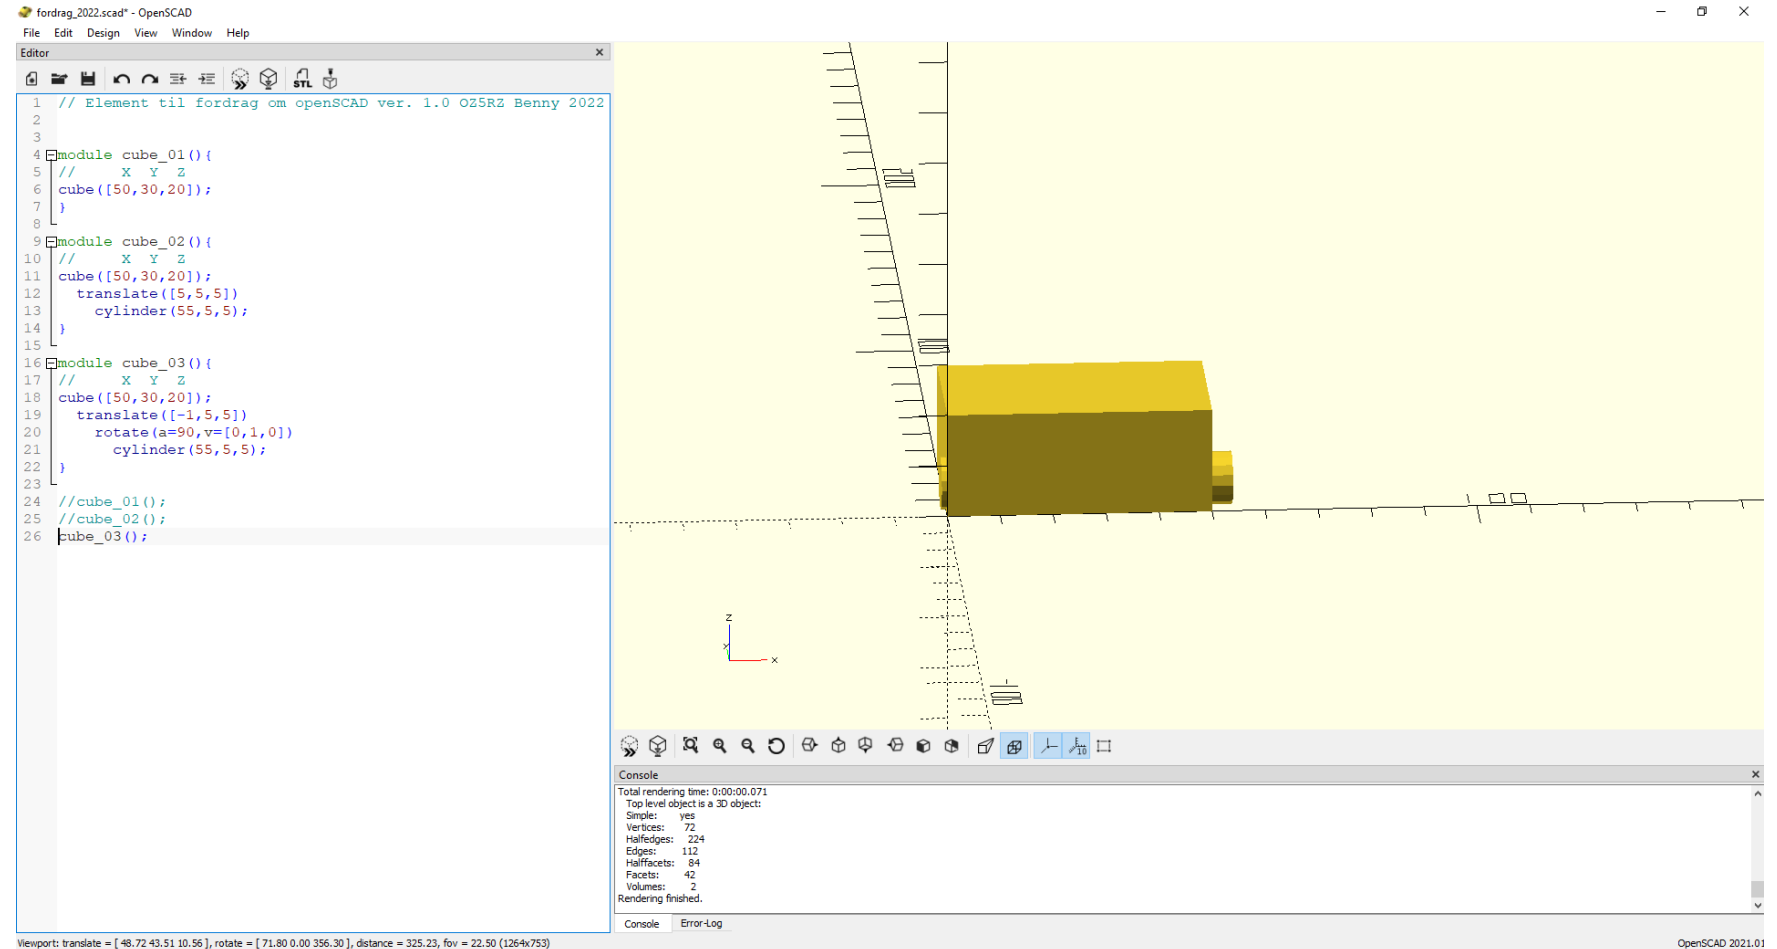 fordrag_2022.scad* - OpenSCAD
File Edit Design View Window Help
Editor
STL
1 // Element til fordrag om openSCAD ver. 1.0 OZ5RZ Benny 2022
2
3
4 module cube_01(){
5 // X Y Z
6 cube([50,30,20]);
7 }
8
9 module cube_02(){
10 // X Y Z
11 cube([50,30,20]);
12 translate([5,5,5])
13 cylinder(55,5,5);
14 }
15
16 module cube_03(){
17 // X Y Z
18 cube([50,30,20]);
19 translate([-1,5,5])
20 rotate(a=90,v=[0,1,0])
21 cylinder(55,5,5);
22 }
23
24 //cube_01();
25 //cube_02();
26 cube_03();
Z
Y
X
10
Console
Total rendering time: 0:00:00.071
Top level object is a 3D object:
Simple: yes
Vertices: 72
Halfedges: 224
Edges: 112
Halffacets: 84
Facets: 42
Volumes: 2
Rendering finished.
Console Error-Log
Viewport: translate = [ 48.72 43.51 10.56 ], rotate = [ 71.80 0.00 356.30 ], distance = 325.23, fov = 22.50 (1264x753)
OpenSCAD 2021.01